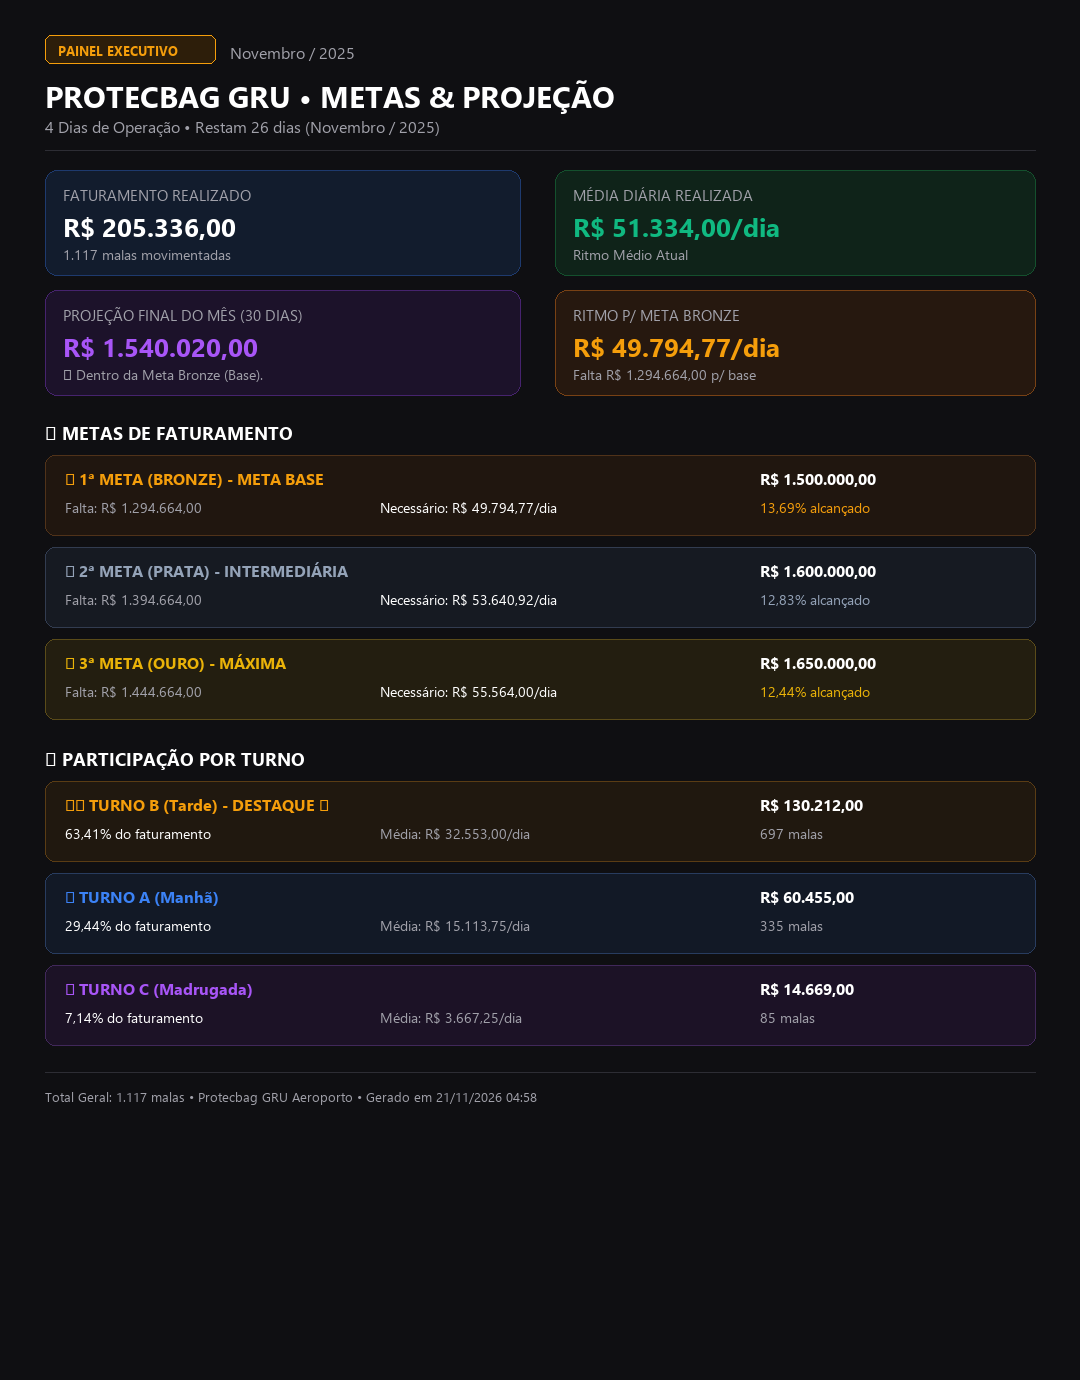 PAINEL EXECUTIVO Novembro / 2025
PROTECBAG GRU • METAS & PROJEÇÃO
4 Dias de Operação • Restam 26 dias (Novembro / 2025)
FATURAMENTO REALIZADO
R$ 205.336,00
1.117 malas movimentadas
MÉDIA DIÁRIA REALIZADA
R$ 51.334,00/dia
Ritmo Médio Atual
PROJEÇÃO FINAL DO MÊS (30 DIAS)
R$ 1.540.020,00
Dentro da Meta Bronze (Base).
RITMO P/ META BRONZE
R$ 49.794,77/dia
Falta R$ 1.294.664,00 p/ base
METAS DE FATURAMENTO
1ª META (BRONZE) - META BASE R$ 1.500.000,00
Falta: R$ 1.294.664,00 Necessário: R$ 49.794,77/dia 13,69% alcançado
2ª META (PRATA) - INTERMEDIÁRIA R$ 1.600.000,00
Falta: R$ 1.394.664,00 Necessário: R$ 53.640,92/dia 12,83% alcançado
3ª META (OURO) - MÁXIMA R$ 1.650.000,00
Falta: R$ 1.444.664,00 Necessário: R$ 55.564,00/dia 12,44% alcançado
PARTICIPAÇÃO POR TURNO
TURNO B (Tarde) - DESTAQUE R$ 130.212,00
63,41% do faturamento Média: R$ 32.553,00/dia 697 malas
TURNO A (Manhã) R$ 60.455,00
29,44% do faturamento Média: R$ 15.113,75/dia 335 malas
TURNO C (Madrugada) R$ 14.669,00
7,14% do faturamento Média: R$ 3.667,25/dia 85 malas
Total Geral: 1.117 malas • Protecbag GRU Aeroporto • Gerado em 21/11/2026 04:58